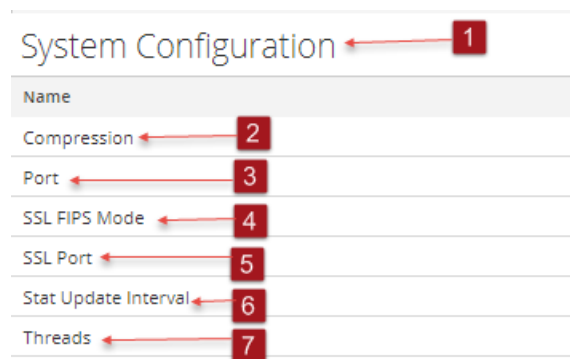 System Configuration 1
Name
Compression 2
Port 3
SSL FIPS Mode 4
SSL Port 5
Stat Update Interval 6
Threads 7